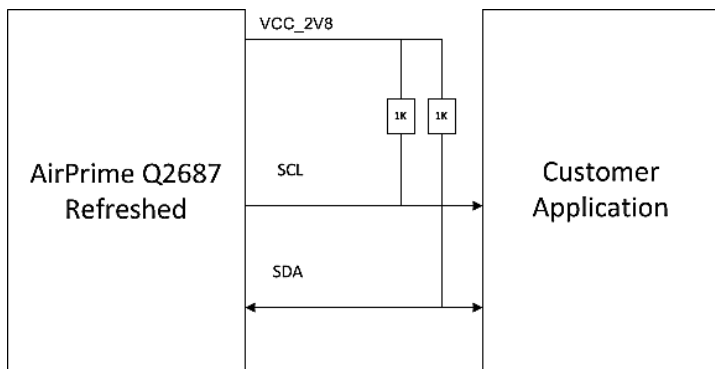 VCC_2V8
1K
1K
AirPrime Q2687
Refreshed
SCL
Customer
Application
SDA